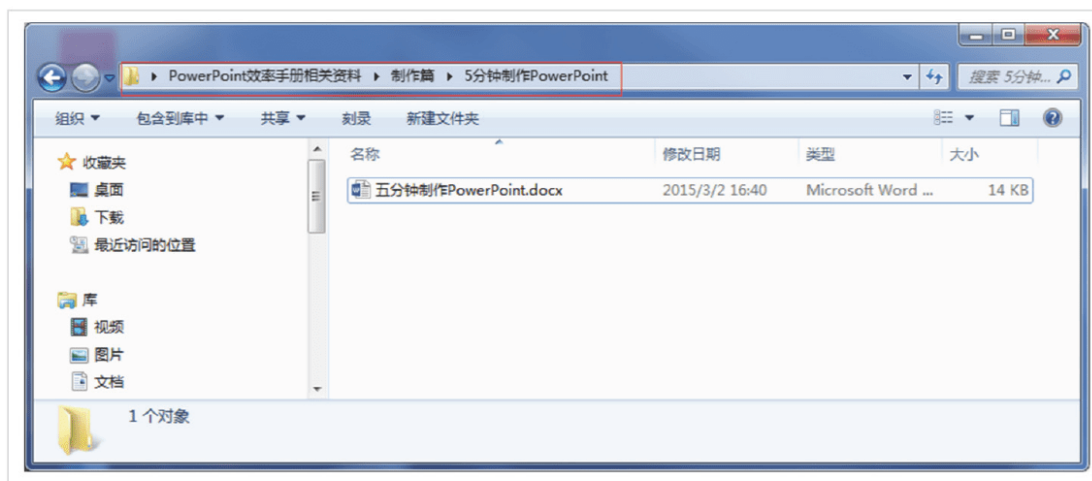 PowerPoint效率手册相关资料 ▸ 制作篇 ▸ 5分钟制作PowerPoint 搜索 5分钟...
组织 包含到库中 共享 刻录 新建文件夹
名称 修改日期 类型 大小
五分钟制作PowerPoint.docx 2015/3/2 16:40 Microsoft Word ... 14 KB
收藏夹
桌面
下载
最近访问的位置
库
视频
图片
文档
1 个对象